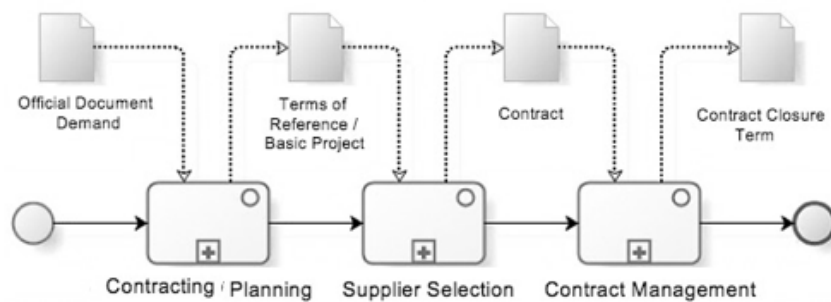 Official Document
Demand
Terms of
Reference /
Basic Project
Contract
Contract Closure
Term
Contracting / Planning
Supplier Selection
Contract Management